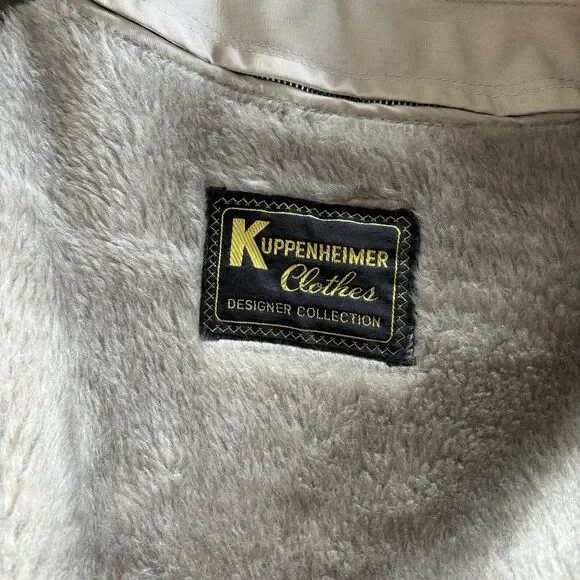 KUPPENHEIMER
Clothes
DESIGNER COLLECTION